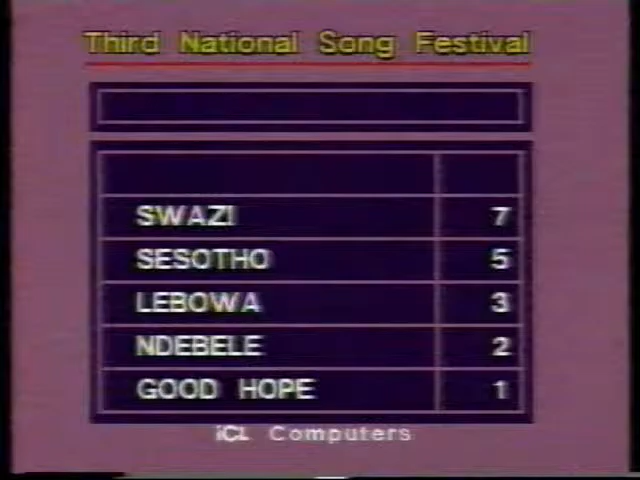 Third National Song Festival
SWAZI 7
SESOTHO 5
LEBOWA 3
NDEBELE 2
GOOD HOPE 1
iCL Computers